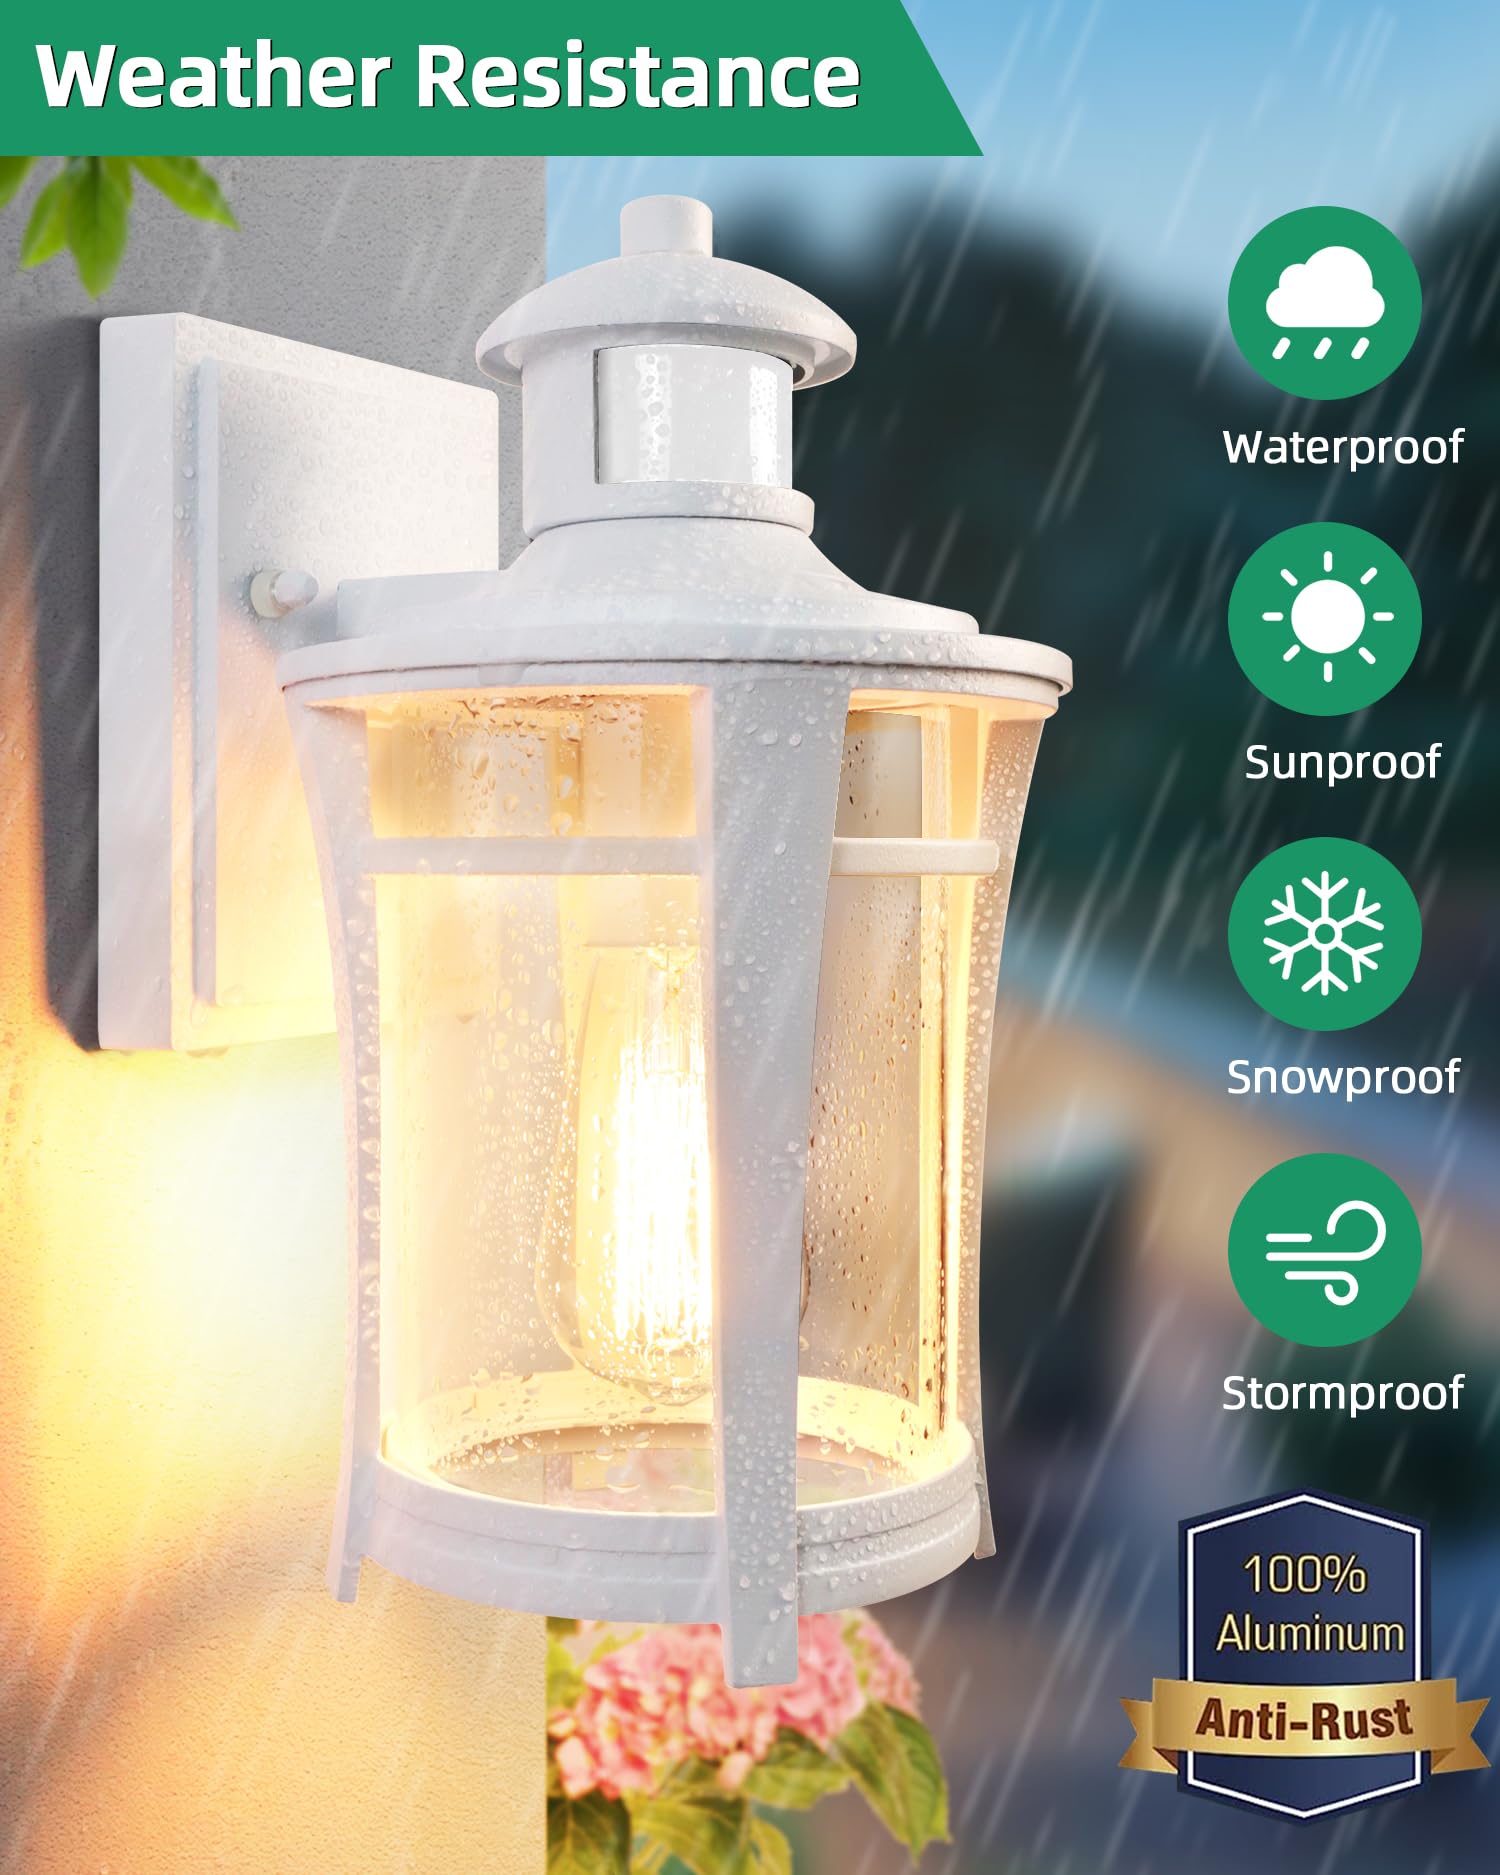 Weather Resistance
Waterproof
Sunproof
Snowproof
Stormproof
100%
Aluminum
Anti-Rust